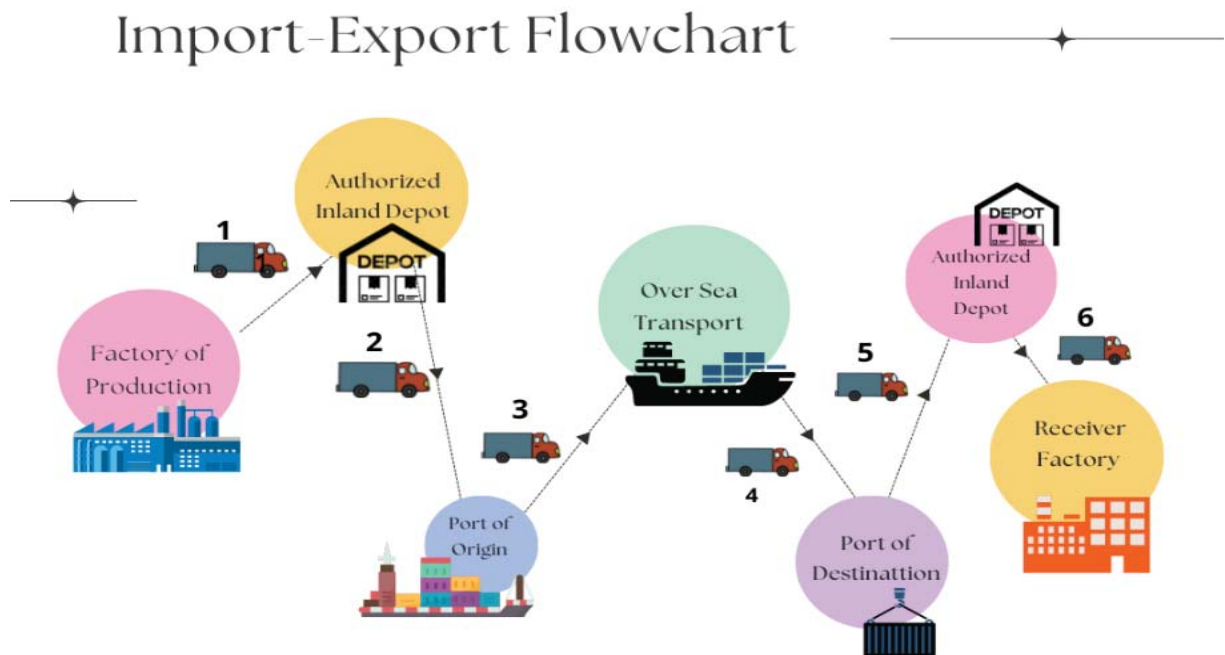 Import-Export Flowchart
1
Authorized
Inland Depot
DEPOT
Factory of
Production
2
3
Port of
Origin
Over Sea
Transport
4
Port of
Destinattion
5
DEPOT
Authorized
Inland
Depot
6
Receiver
Factory